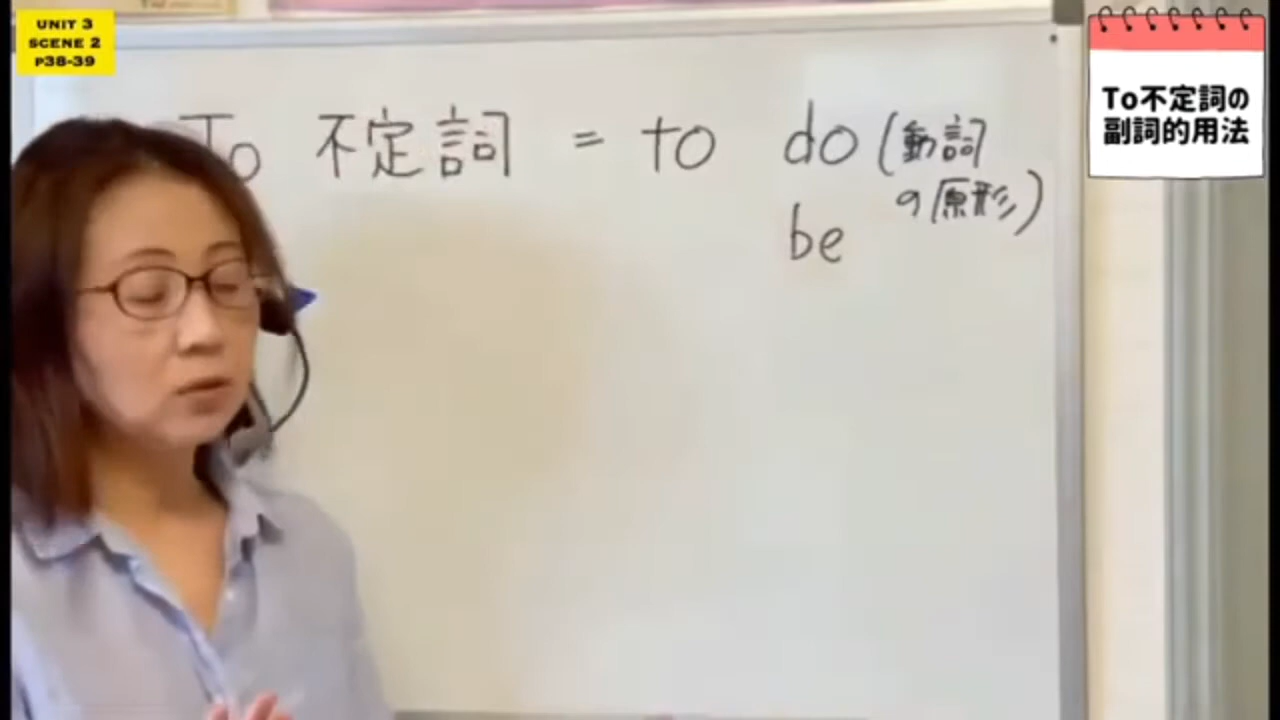 UNIT 3
SCENE 2
P38-39
To不定詞の
副詞的用法
To 不定詞 = to do (動詞
の原形)
be